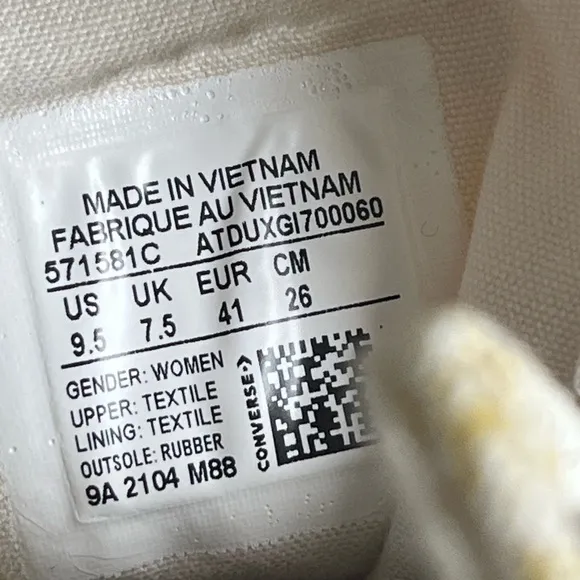 MADE IN VIETNAM
FABRIQUE AU VIETNAM
571581C ATDUXGI700060
US UK EUR CM
9.5 7.5 41 26
GENDER: WOMEN
UPPER: TEXTILE
LINING: TEXTILE
OUTSOLE: RUBBER
9A 2104 M88
CONVERSE